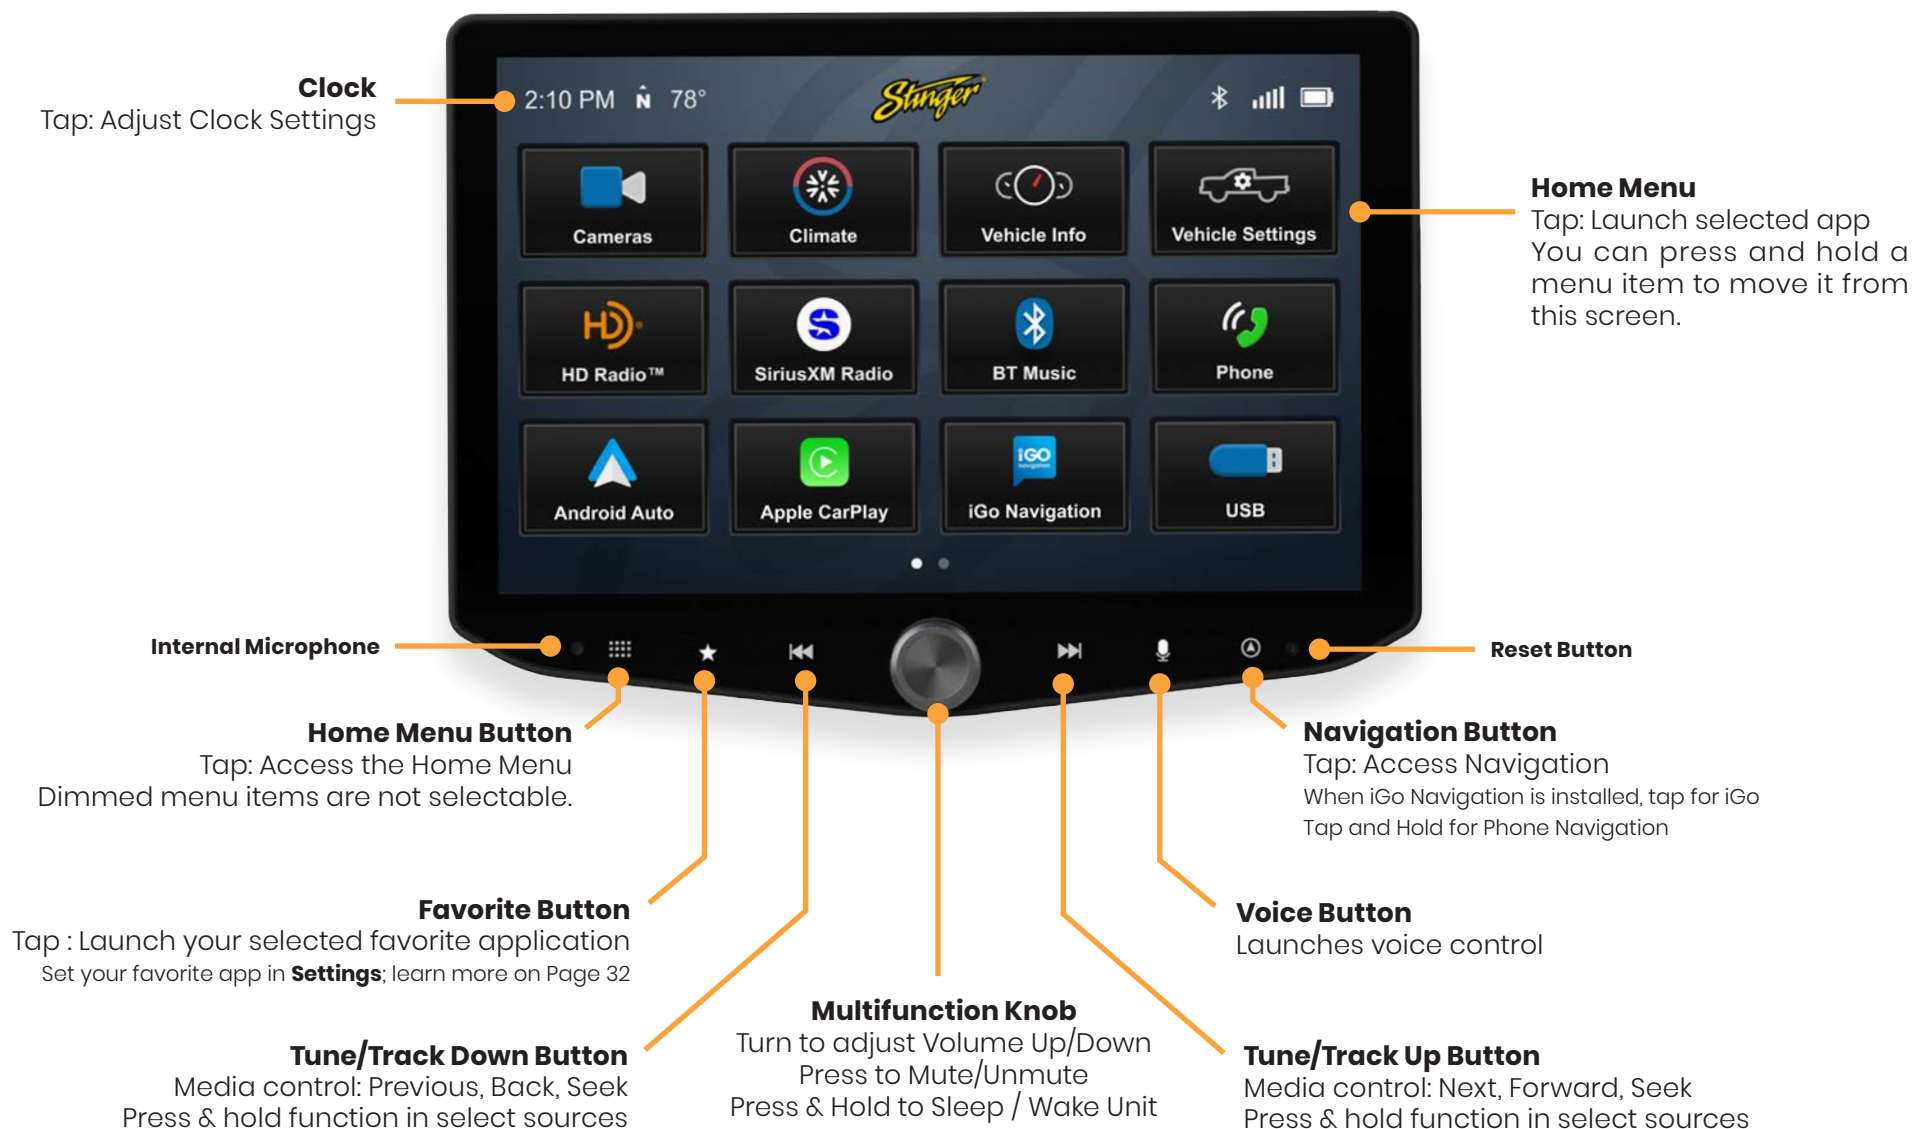 Clock
Tap: Adjust Clock Settings
2:10 PM N 78°
Stinger
Cameras
Climate
Vehicle Info
Vehicle Settings
HD Radio™
SiriusXM Radio
BT Music
Phone
iGO
navigation
Android Auto
Apple CarPlay
iGo Navigation
USB
Home Menu
Tap: Launch selected app
You can press and hold a
menu item to move it from
this screen.
Internal Microphone
Reset Button
Home Menu Button
Tap: Access the Home Menu
Dimmed menu items are not selectable.
Navigation Button
Tap: Access Navigation
When iGo Navigation is installed, tap for iGo
Tap and Hold for Phone Navigation
Favorite Button
Tap : Launch your selected favorite application
Set your favorite app in Settings; learn more on Page 32
Voice Button
Launches voice control
Tune/Track Down Button
Media control: Previous, Back, Seek
Press & hold function in select sources
Multifunction Knob
Turn to adjust Volume Up/Down
Press to Mute/Unmute
Press & Hold to Sleep / Wake Unit
Tune/Track Up Button
Media control: Next, Forward, Seek
Press & hold function in select sources